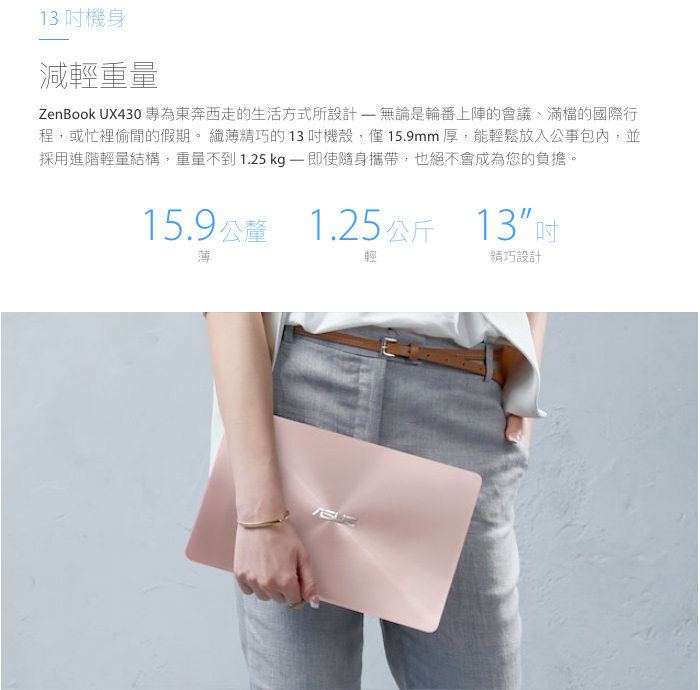 13 吋機身
減輕重量
ZenBook UX430 專為東奔西走的生活方式所設計 — 無論是輪番上陣的會議、滿檔的國際行
程，或忙裡偷閒的假期。 纖薄精巧的 13 吋機殼，僅 15.9mm 厚，能輕鬆放入公事包內，並
採用進階輕量結構，重量不到 1.25 kg — 即使隨身攜帶，也絕不會成為您的負擔。
15.9 公釐 1.25 公斤 13” 吋
薄 輕 精巧設計
ASUS